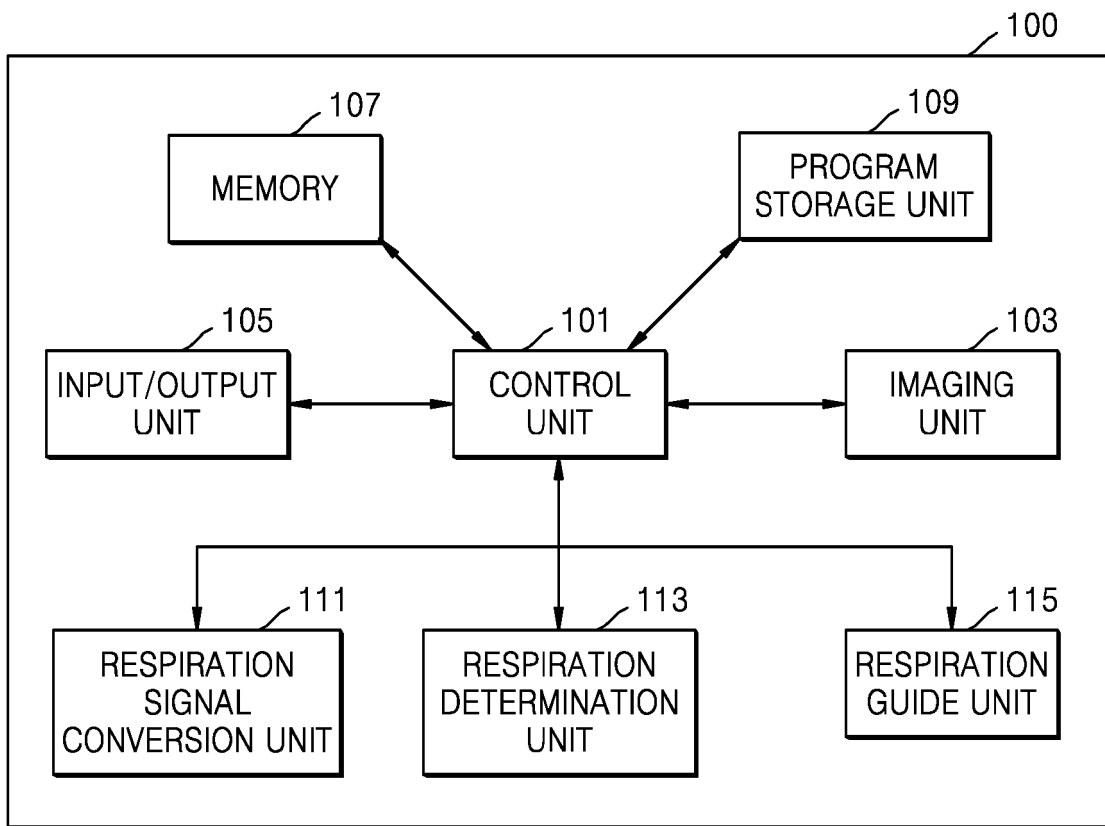 100
107
MEMORY
109
PROGRAM
STORAGE UNIT
105
INPUT/OUTPUT
UNIT
101
CONTROL
UNIT
103
IMAGING
UNIT
111
RESPIRATION
SIGNAL
CONVERSION UNIT
113
RESPIRATION
DETERMINATION
UNIT
115
RESPIRATION
GUIDE UNIT